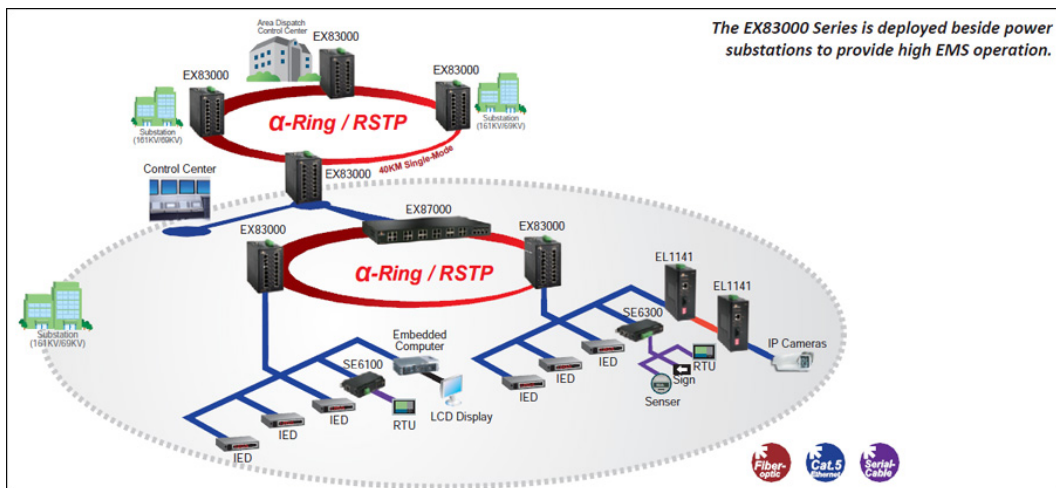 The EX83000 Series is deployed beside power
substations to provide high EMS operation.
Area Dispatch
Control Center
EX83000
EX83000
EX83000
Substation
(161KV/69KV)
α-Ring / RSTP
Substation
(161KV/69KV)
40KM Single-Mode
Control Center
EX83000
EX87000
EX83000
EX83000
α-Ring / RSTP
EL1141
EL1141
Substation
(161KV/69KV)
SE6300
Embedded
Computer
IED
IP Cameras
SE6100
IED
RTU
Sign
IED
Senser
LCD Display
IED
RTU
IED
IED
Fiber-
optic
Cat.5
Ethernet
Serial-
Cable